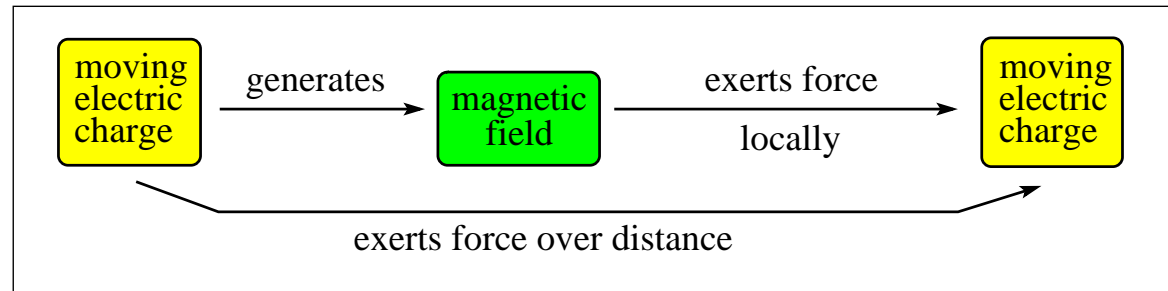 moving
electric
charge
generates
magnetic
field
exerts force
locally
moving
electric
charge
exerts force over distance